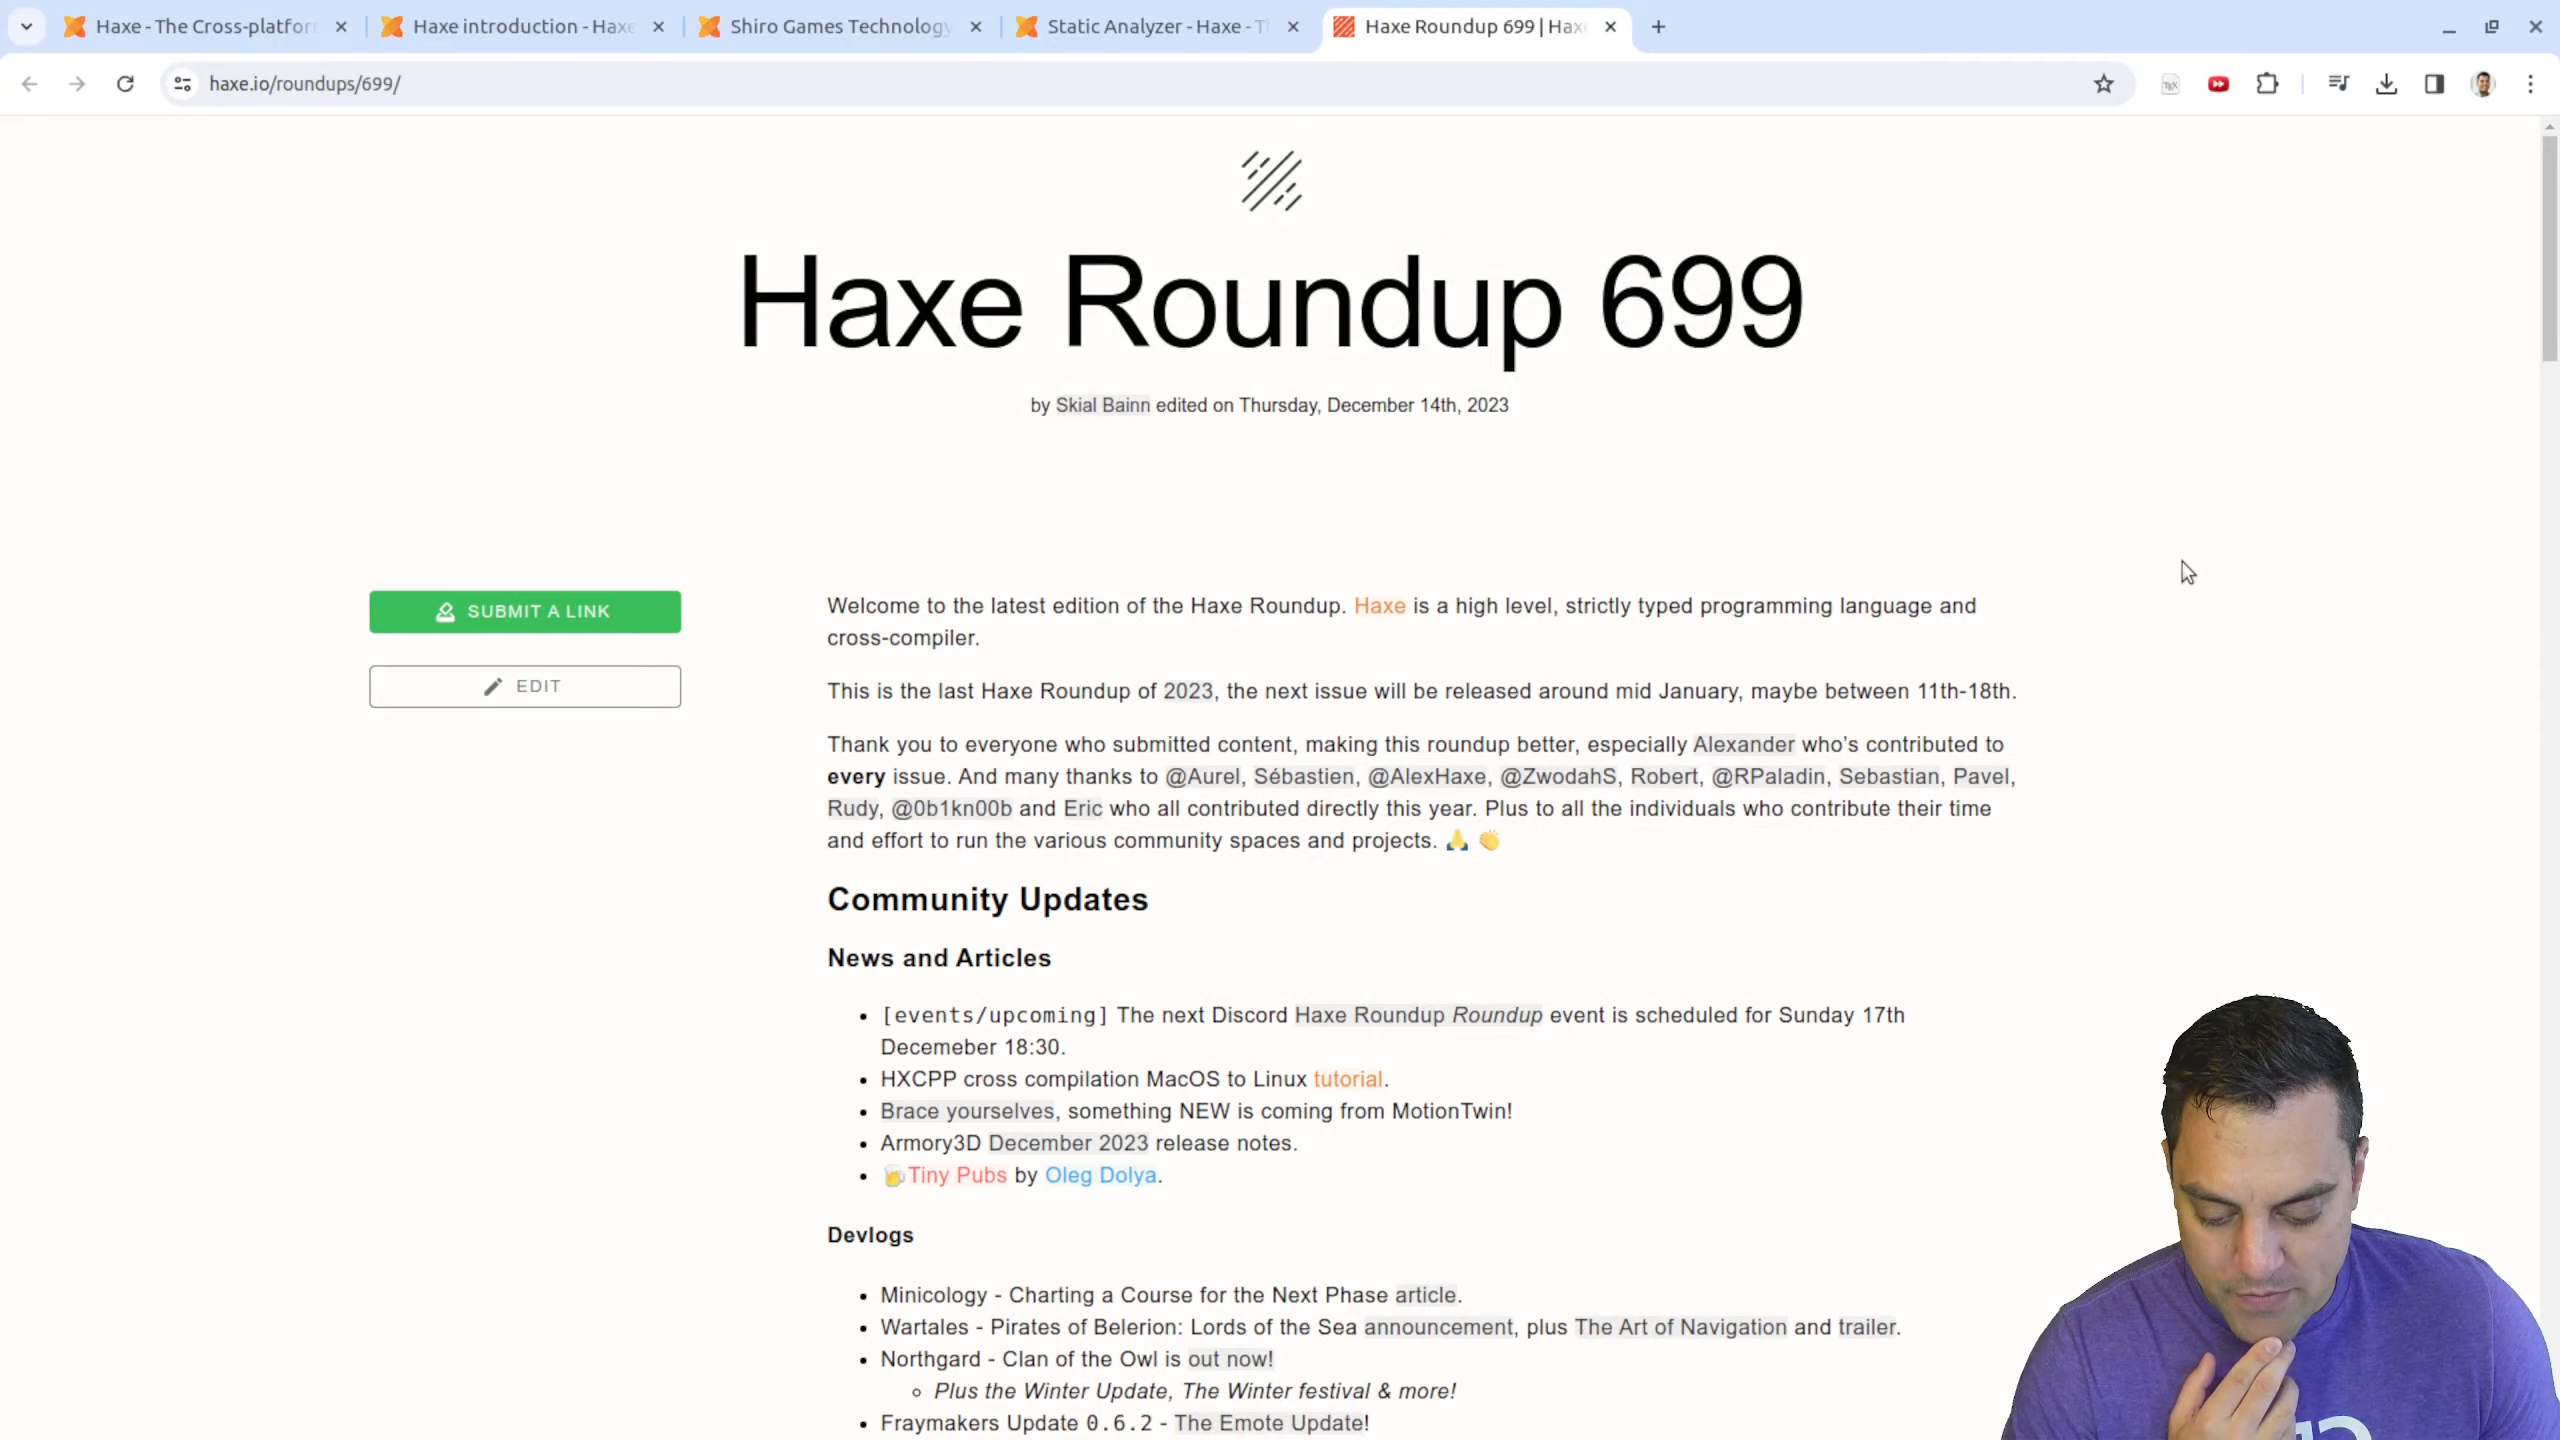 Haxe - The Cross-platfor
Haxe introduction - Haxe
Shiro Games Technology
Static Analyzer - Haxe - T
Haxe Roundup 699 | Hax
haxe.io/roundups/699/
Haxe Roundup 699
by Skial Bainn edited on Thursday, December 14th, 2023
SUBMIT A LINK
EDIT
Welcome to the latest edition of the Haxe Roundup. Haxe is a high level, strictly typed programming language and
cross-compiler.
This is the last Haxe Roundup of 2023, the next issue will be released around mid January, maybe between 11th-18th.
Thank you to everyone who submitted content, making this roundup better, especially Alexander who’s contributed to
every issue. And many thanks to @Aurel, Sébastien, @AlexHaxe, @ZwodahS, Robert, @RPaladin, Sebastian, Pavel,
Rudy, @0b1kn00b and Eric who all contributed directly this year. Plus to all the individuals who contribute their time
and effort to run the various community spaces and projects. 🙏 👏
Community Updates
News and Articles
• [events/upcoming] The next Discord Haxe Roundup Roundup event is scheduled for Sunday 17th
Decemeber 18:30.
• HXCPP cross compilation MacOS to Linux tutorial.
• Brace yourselves, something NEW is coming from MotionTwin!
• Armory3D December 2023 release notes.
• 🍺Tiny Pubs by Oleg Dolya.
Devlogs
• Minicology - Charting a Course for the Next Phase article.
• Wartales - Pirates of Belerion: Lords of the Sea announcement, plus The Art of Navigation and trailer.
• Northgard - Clan of the Owl is out now!
◦ Plus the Winter Update, The Winter festival & more!
• Fraymakers Update 0.6.2 - The Emote Update!